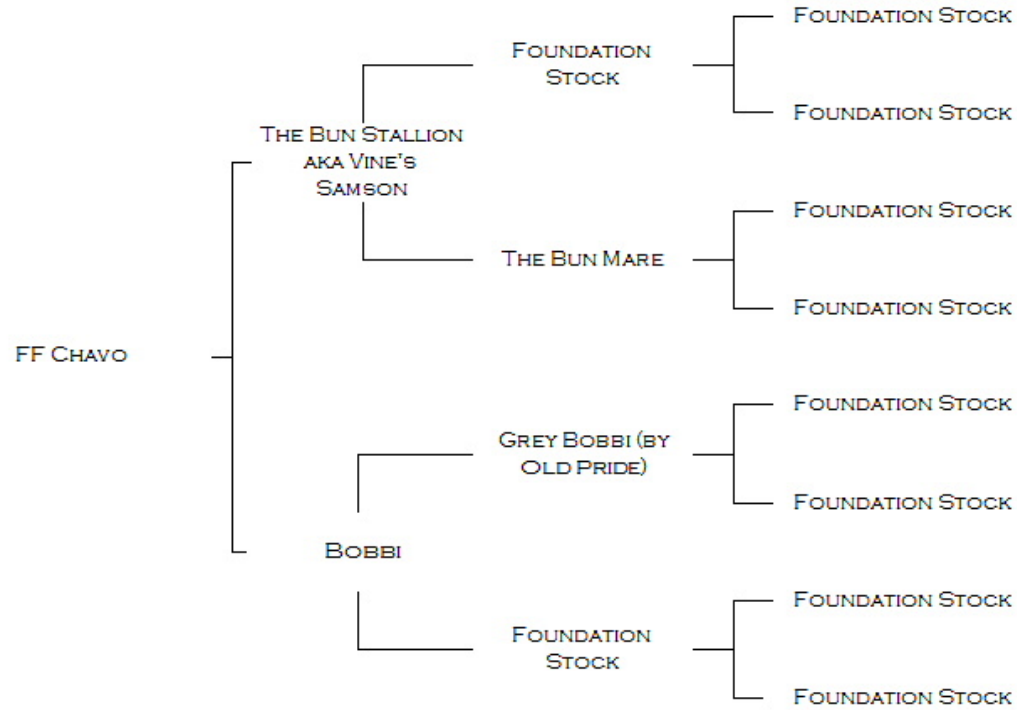 Foundation Stock
Foundation
Stock
Foundation Stock
The Bun Stallion
aka Vine's
Samson
Foundation Stock
The Bun Mare
Foundation Stock
FF Chavo
Foundation Stock
Grey Bobbi (by
Old Pride)
Foundation Stock
Bobbi
Foundation Stock
Foundation
Stock
Foundation Stock